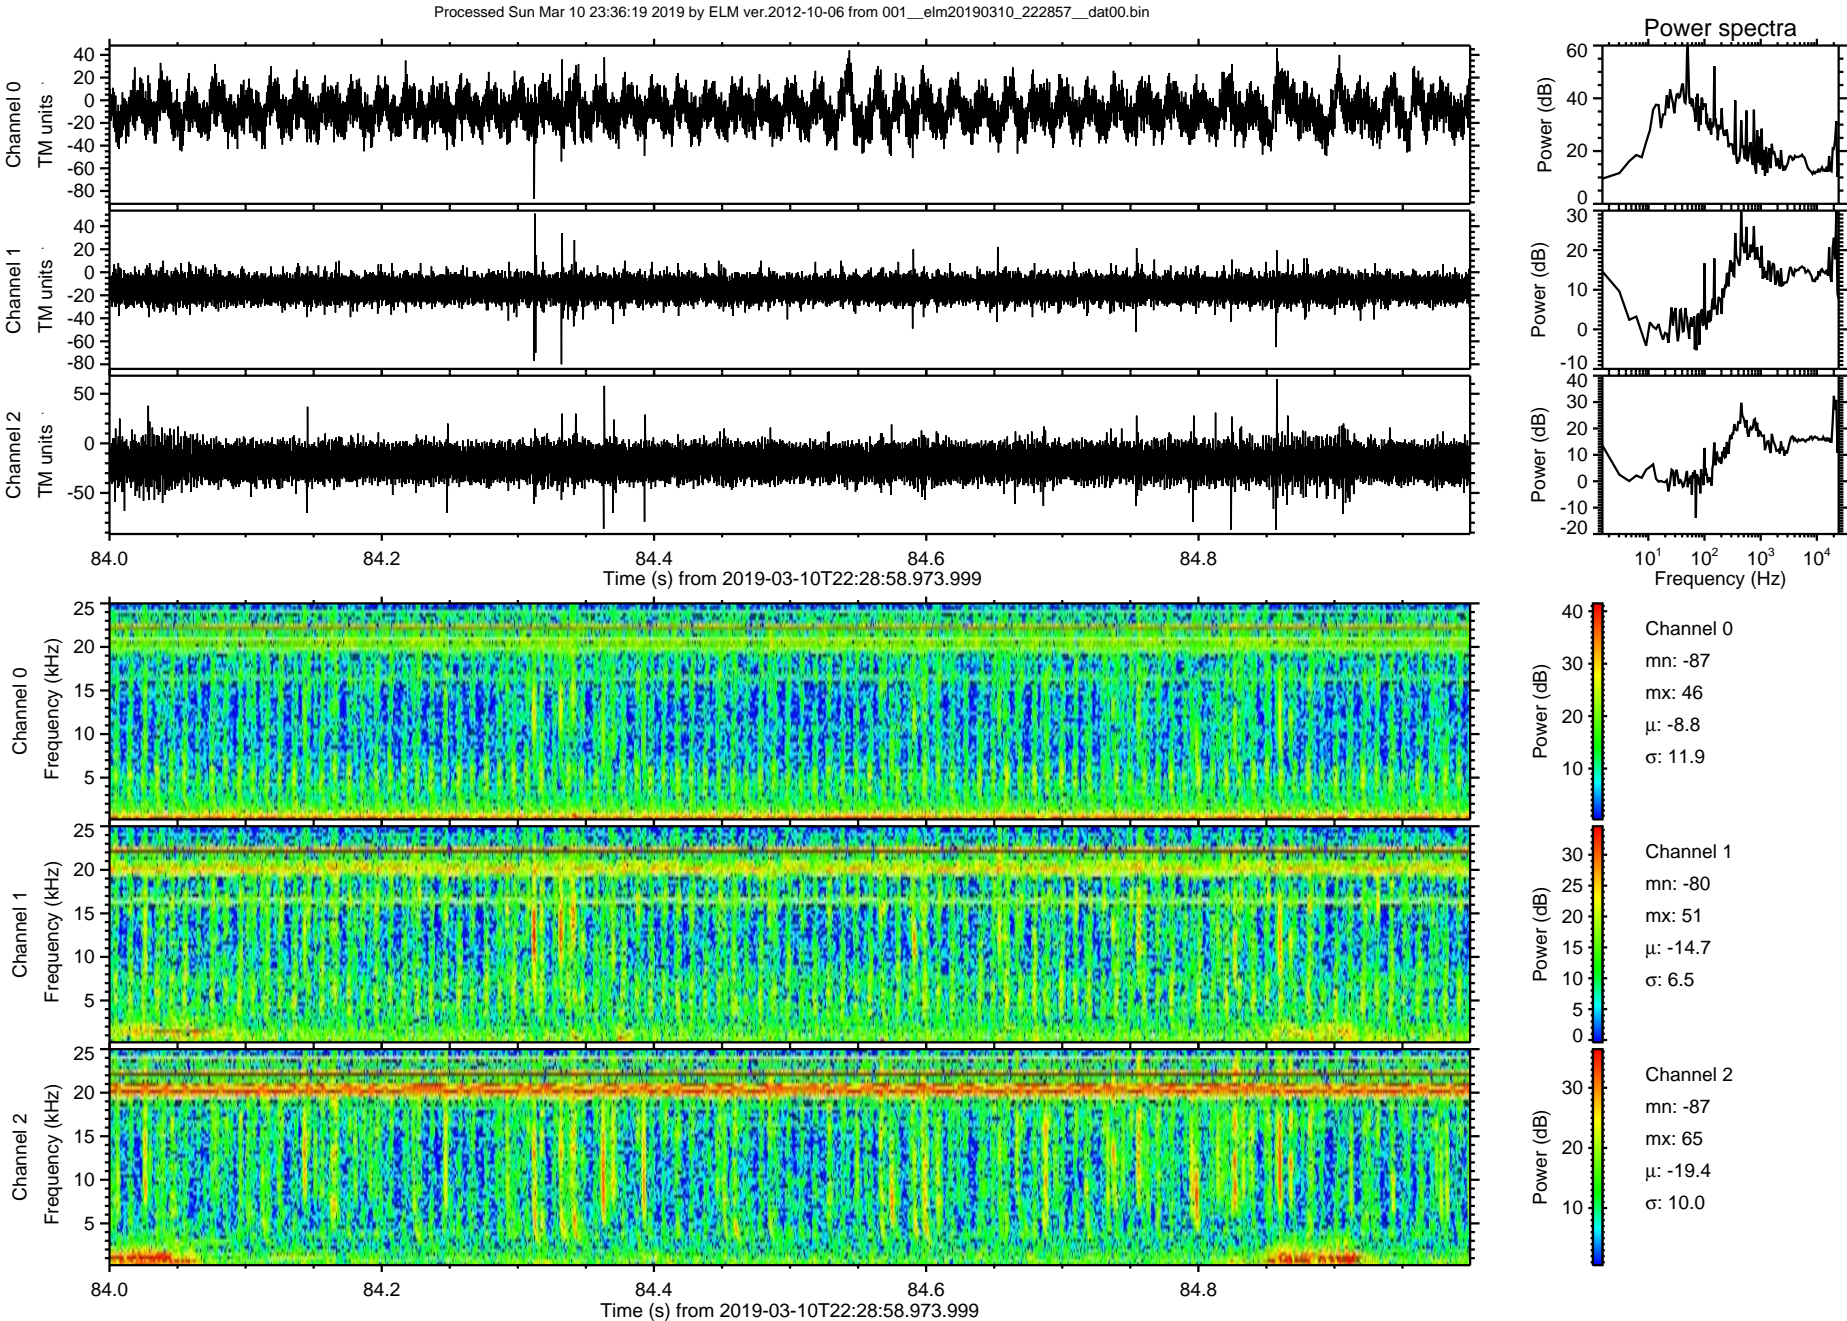 Processed Sun Mar 10 23:36:19 2019 by ELM ver.2012-10-06 from 001__elm20190310_222857__dat00.bin
Power spectra
Channel 0
TM units
40
20
0
-20
-40
-60
-80
Power (dB)
60
40
20
0
Channel 1
TM units
40
20
0
-20
-40
-60
-80
Power (dB)
30
20
10
0
-10
Channel 2
TM units
50
0
-50
Power (dB)
40
30
20
10
0
-10
-20
84.0 84.2 84.4 84.6 84.8
Time (s) from 2019-03-10T22:28:58.973.999
10¹ 10² 10³ 10⁴
Frequency (Hz)
Channel 0
Frequency (kHz)
25
20
15
10
5
Power (dB)
40
30
20
10
Channel 0
mn: -87
mx: 46
μ: -8.8
σ: 11.9
Channel 1
Frequency (kHz)
25
20
15
10
5
Power (dB)
30
25
20
15
10
5
0
Channel 1
mn: -80
mx: 51
μ: -14.7
σ: 6.5
Channel 2
Frequency (kHz)
25
20
15
10
5
Power (dB)
30
20
10
Channel 2
mn: -87
mx: 65
μ: -19.4
σ: 10.0
84.0 84.2 84.4 84.6 84.8
Time (s) from 2019-03-10T22:28:58.973.999